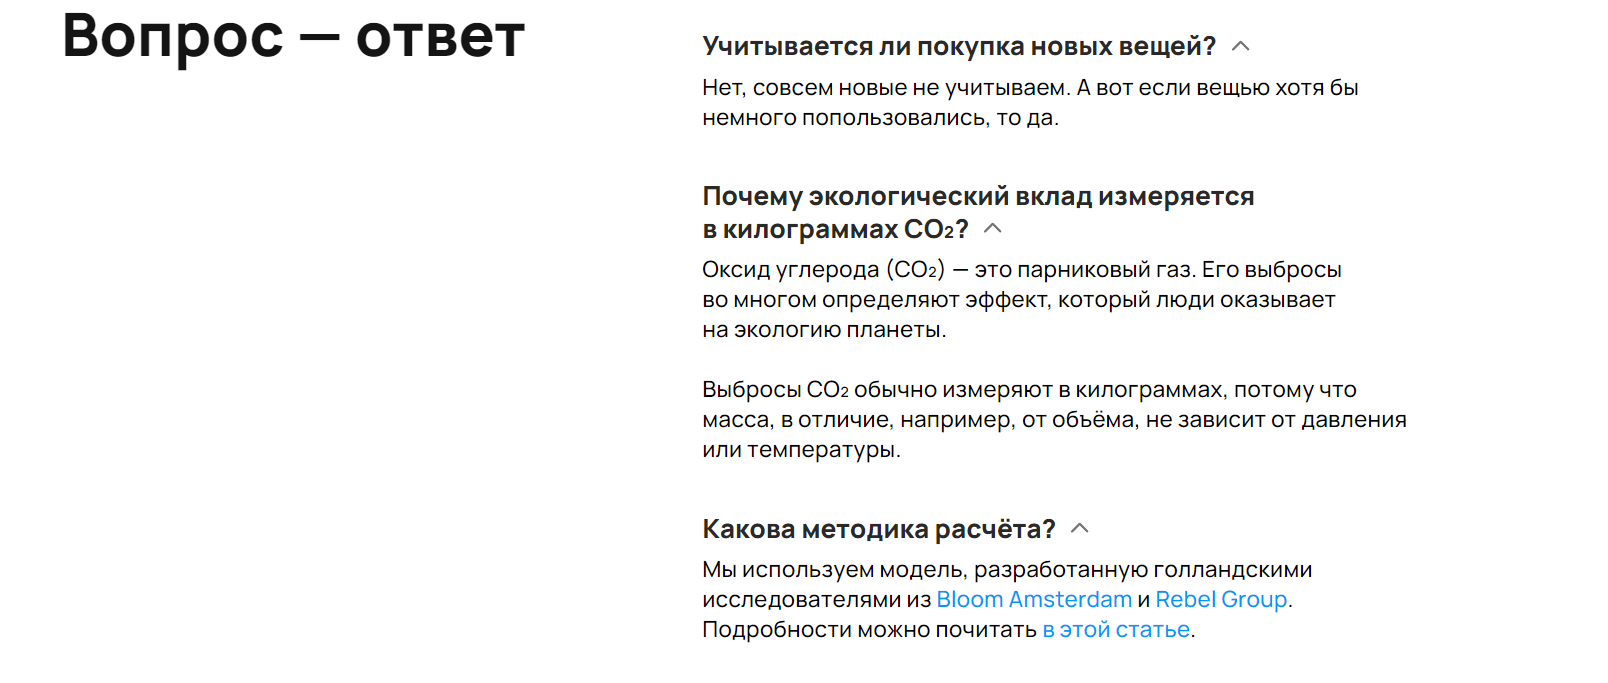 Вопрос — ответ
Учитывается ли покупка новых вещей?
Нет, совсем новые не учитываем. А вот если вещью хотя бы
немного попользовались, то да.
Почему экологический вклад измеряется
в килограммах CO₂?
Оксид углерода (CO₂) — это парниковый газ. Его выбросы
во многом определяют эффект, который люди оказывает
на экологию планеты.
Выбросы CO₂ обычно измеряют в килограммах, потому что
масса, в отличие, например, от объёма, не зависит от давления
или температуры.
Какова методика расчёта?
Мы используем модель, разработанную голландскими
исследователями из Bloom Amsterdam и Rebel Group.
Подробности можно почитать в этой статье.